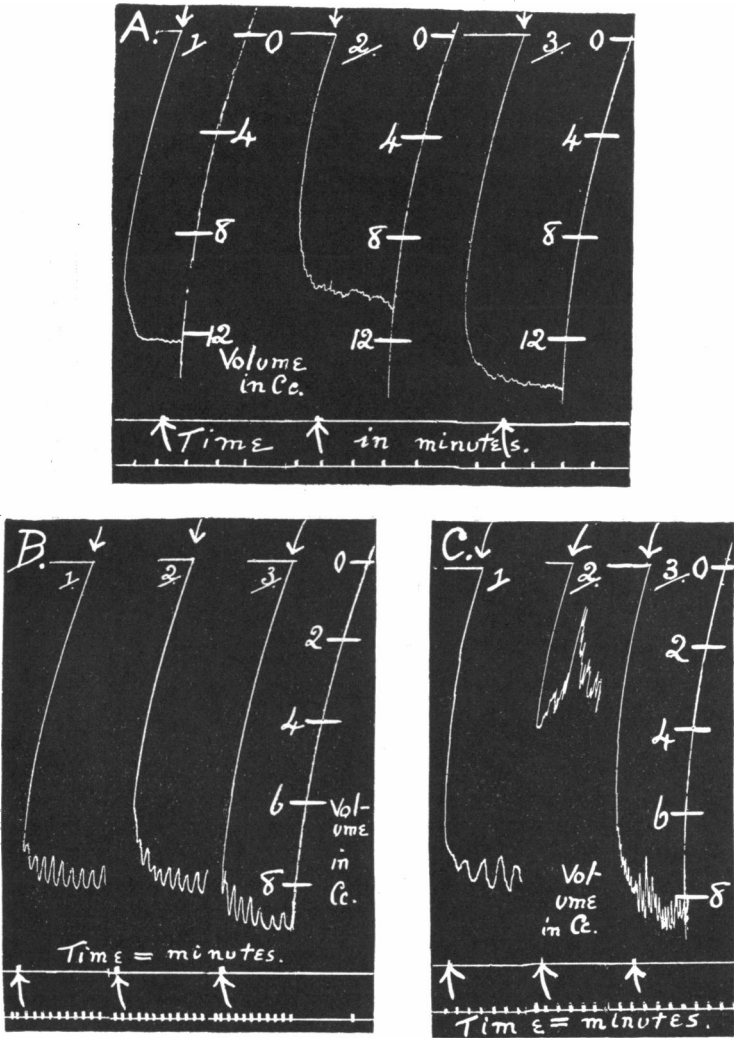 A. 1 0 2 0 3. 0
4 4 4
8 8 8
12 12 12
Volume
in Cc.
Time in minutes.
B. 1. 2 3. 0
2
4
6 Vol-
ume
in
8 Cc.
Time = minutes.
C. 1 2 3. 0
2
4
6
Vol-
ume 8
in Cc.
Time = minutes.